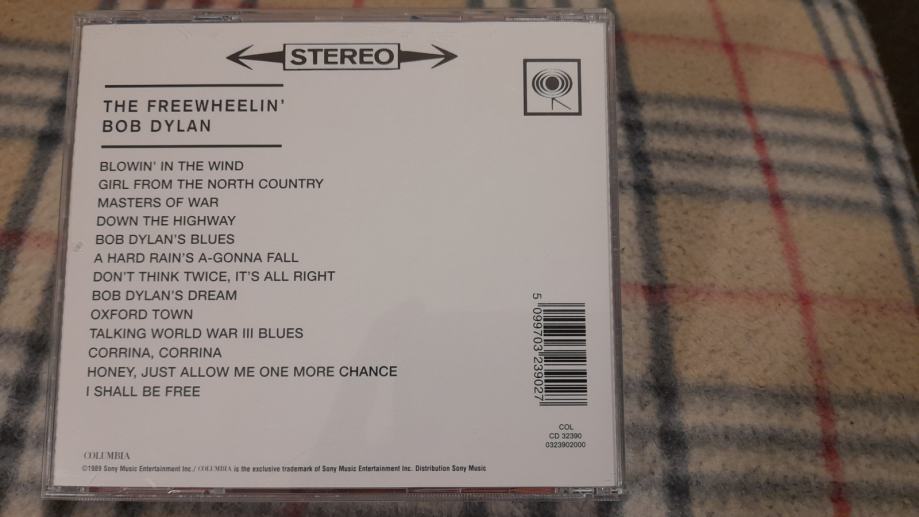 STEREO
THE FREEWHEELIN'
BOB DYLAN
BLOWIN' IN THE WIND
GIRL FROM THE NORTH COUNTRY
MASTERS OF WAR
DOWN THE HIGHWAY
BOB DYLAN'S BLUES
A HARD RAIN'S A-GONNA FALL
DON'T THINK TWICE, IT'S ALL RIGHT
BOB DYLAN'S DREAM
OXFORD TOWN
TALKING WORLD WAR III BLUES
CORRINA, CORRINA
HONEY, JUST ALLOW ME ONE MORE CHANCE
I SHALL BE FREE
5 099703 239027
COL
CD 32390
0323902000
COLUMBIA
©1989 Sony Music Entertainment Inc./ COLUMBIA is the exclusive trademark of Sony Music Entertainment Inc. Distribution Sony Music